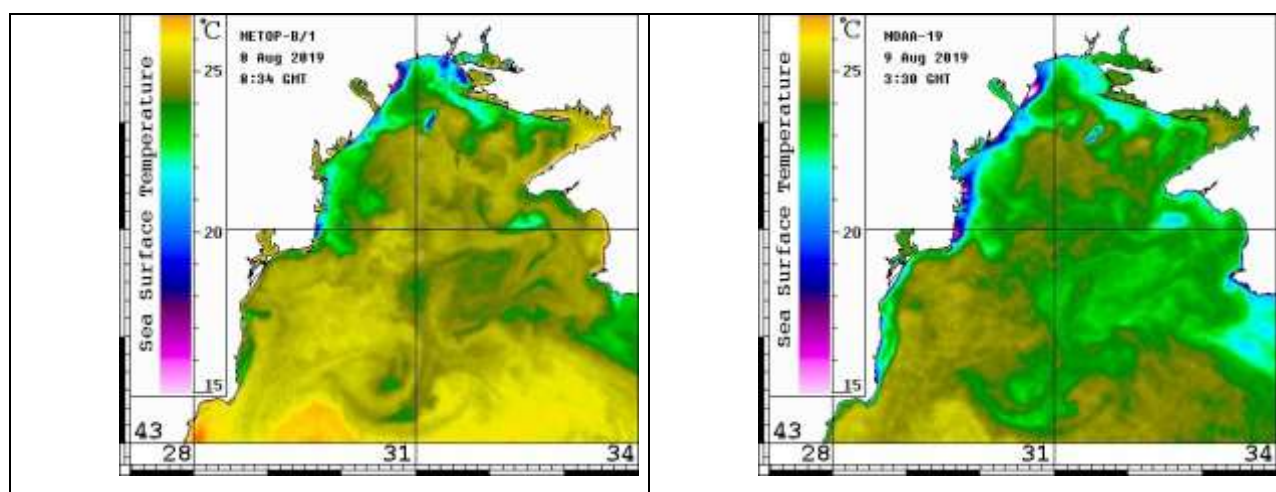 °C
METOP-B/1
8 Aug 2019
8:34 GMT
25
20
15
Sea Surface Temperature
43
28
31
34
°C
NOAA-19
9 Aug 2019
3:30 GMT
25
20
15
Sea Surface Temperature
43
28
31
34